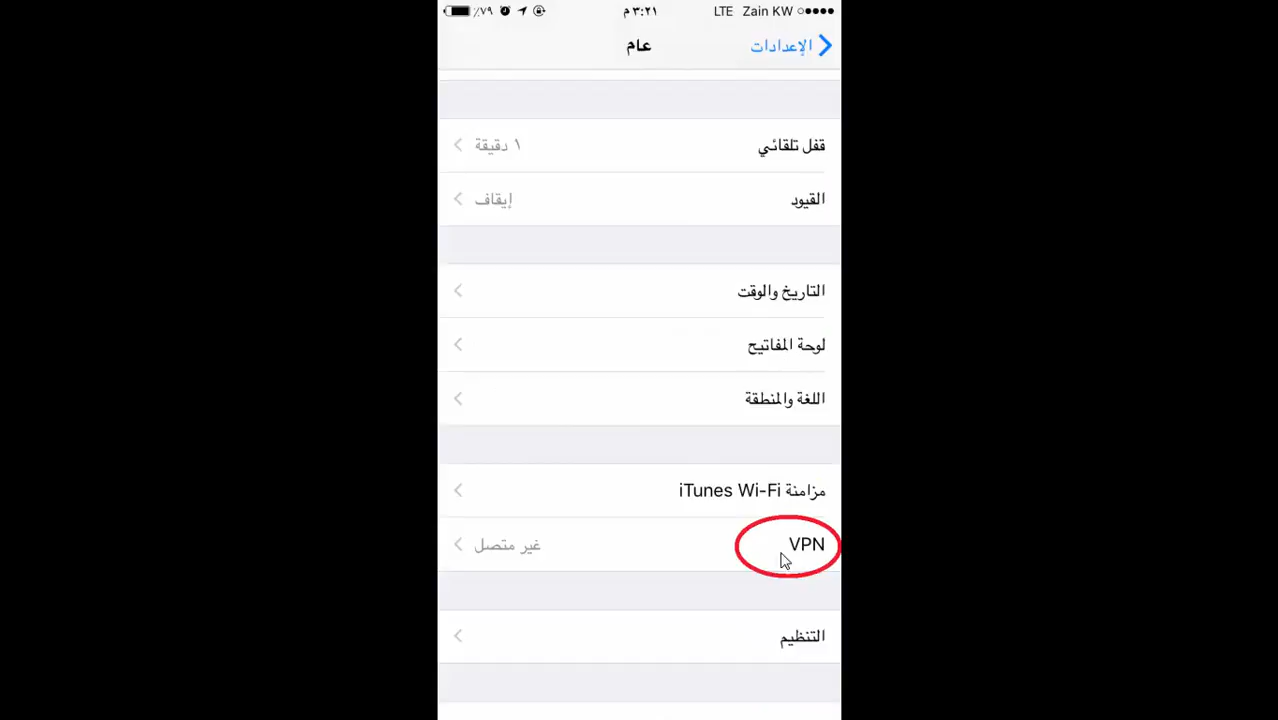 ٪٧٩ ٣:٢١ م LTE Zain KW
الإعدادات
عام
قفل تلقائي ١ دقيقة
القيود إيقاف
التاريخ والوقت
لوحة المفاتيح
اللغة والمنطقة
مزامنة iTunes Wi-Fi
VPN غير متصل
التنظيم